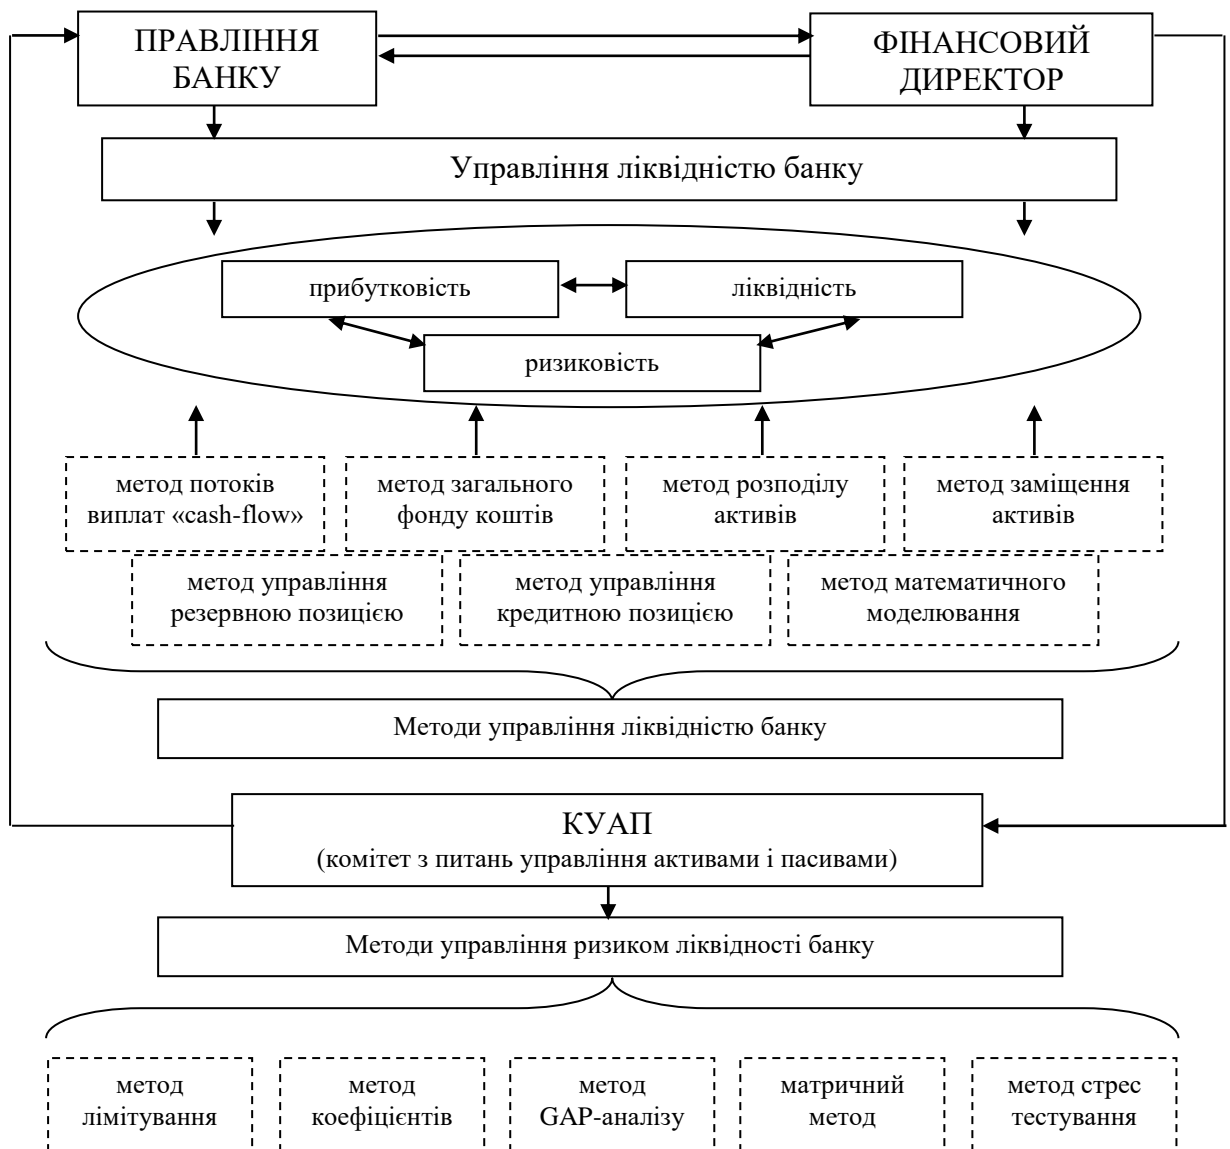 ПРАВЛІННЯ
БАНКУ
ФІНАНСОВИЙ
ДИРЕКТОР
Управління ліквідністю банку
прибутковість
ліквідність
ризиковість
метод потоків
виплат «cash-flow»
метод загального
фонду коштів
метод розподілу
активів
метод заміщення
активів
метод управління
резервною позицією
метод управління
кредитною позицією
метод математичного
моделювання
Методи управління ліквідністю банку
КУАП
(комітет з питань управління активами і пасивами)
Методи управління ризиком ліквідності банку
метод
лімітування
метод
коефіцієнтів
метод
GAP-аналізу
матричний
метод
метод стрес
тестування